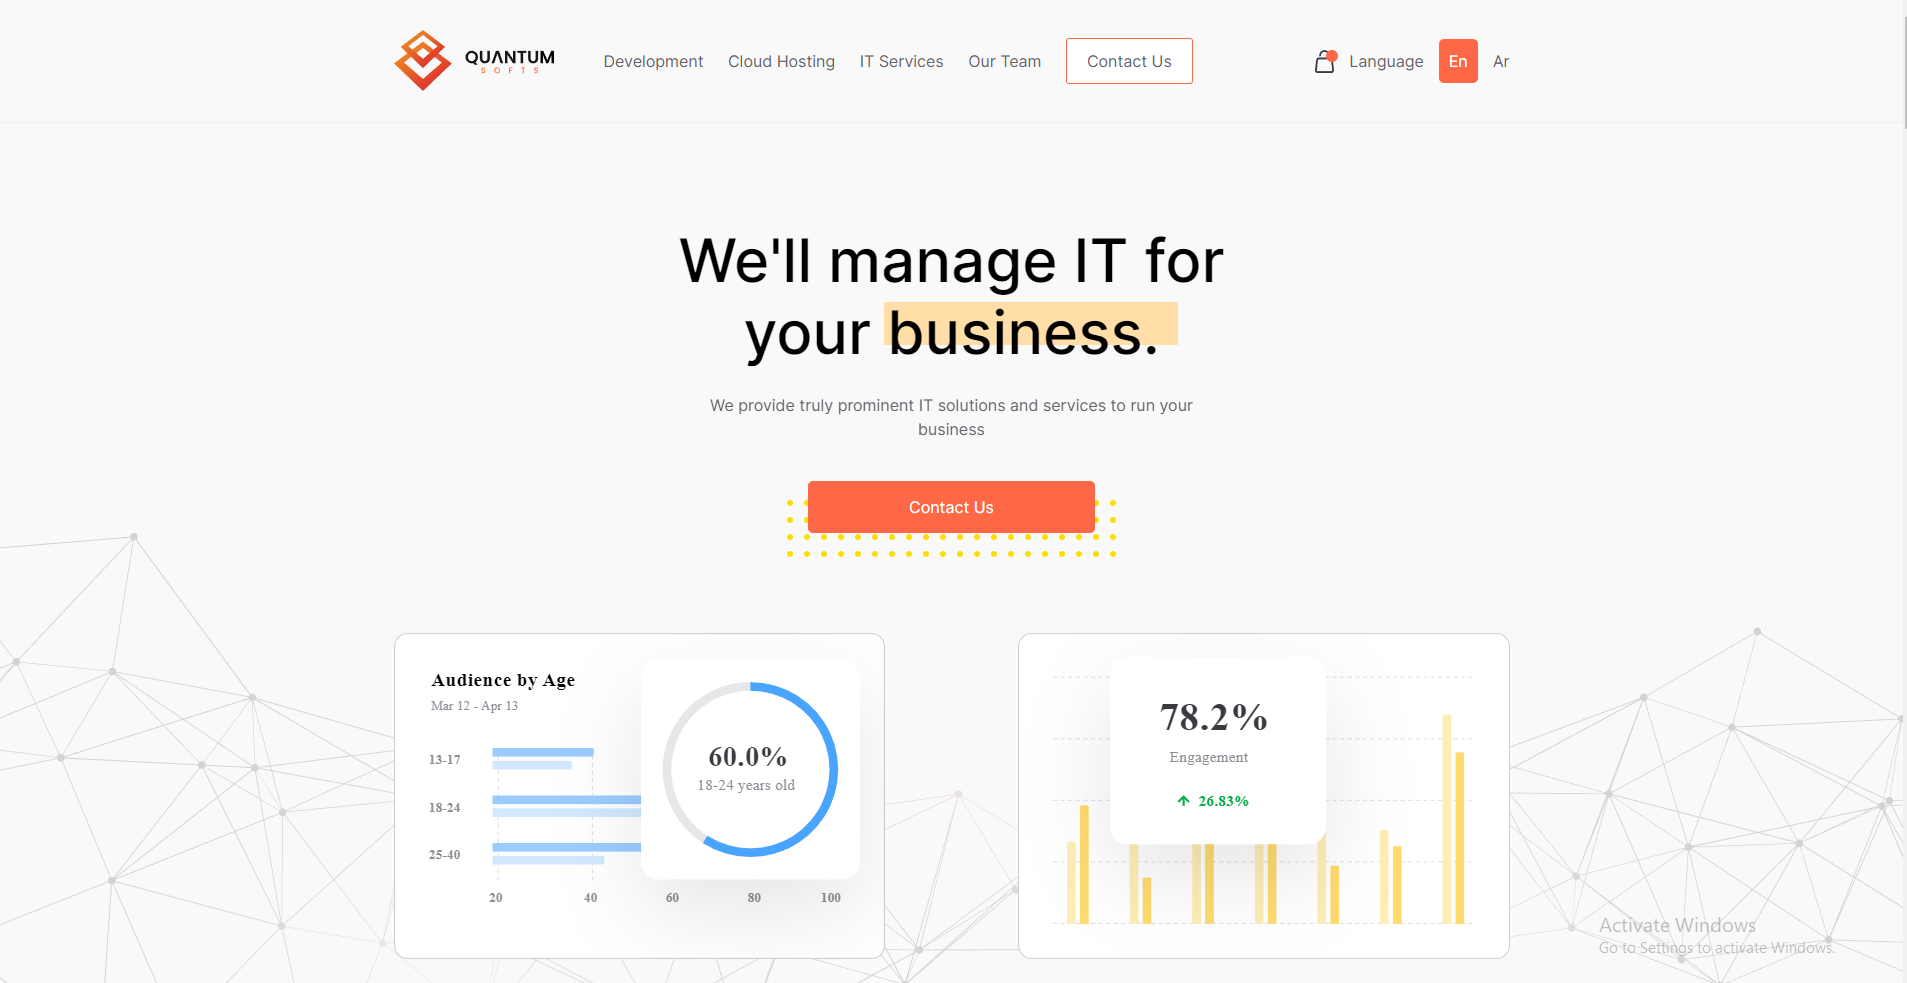 QUANTUM
SOFTS
Development
Cloud Hosting
IT Services
Our Team
Contact Us
Language
En
Ar
We'll manage IT for
your business.
We provide truly prominent IT solutions and services to run your
business
Contact Us
Audience by Age
Mar 12 - Apr 13
13-17
18-24
25-40
20
40
60
80
100
60.0%
18-24 years old
78.2%
Engagement
26.83%
Activate Windows
Go to Settings to activate Windows.